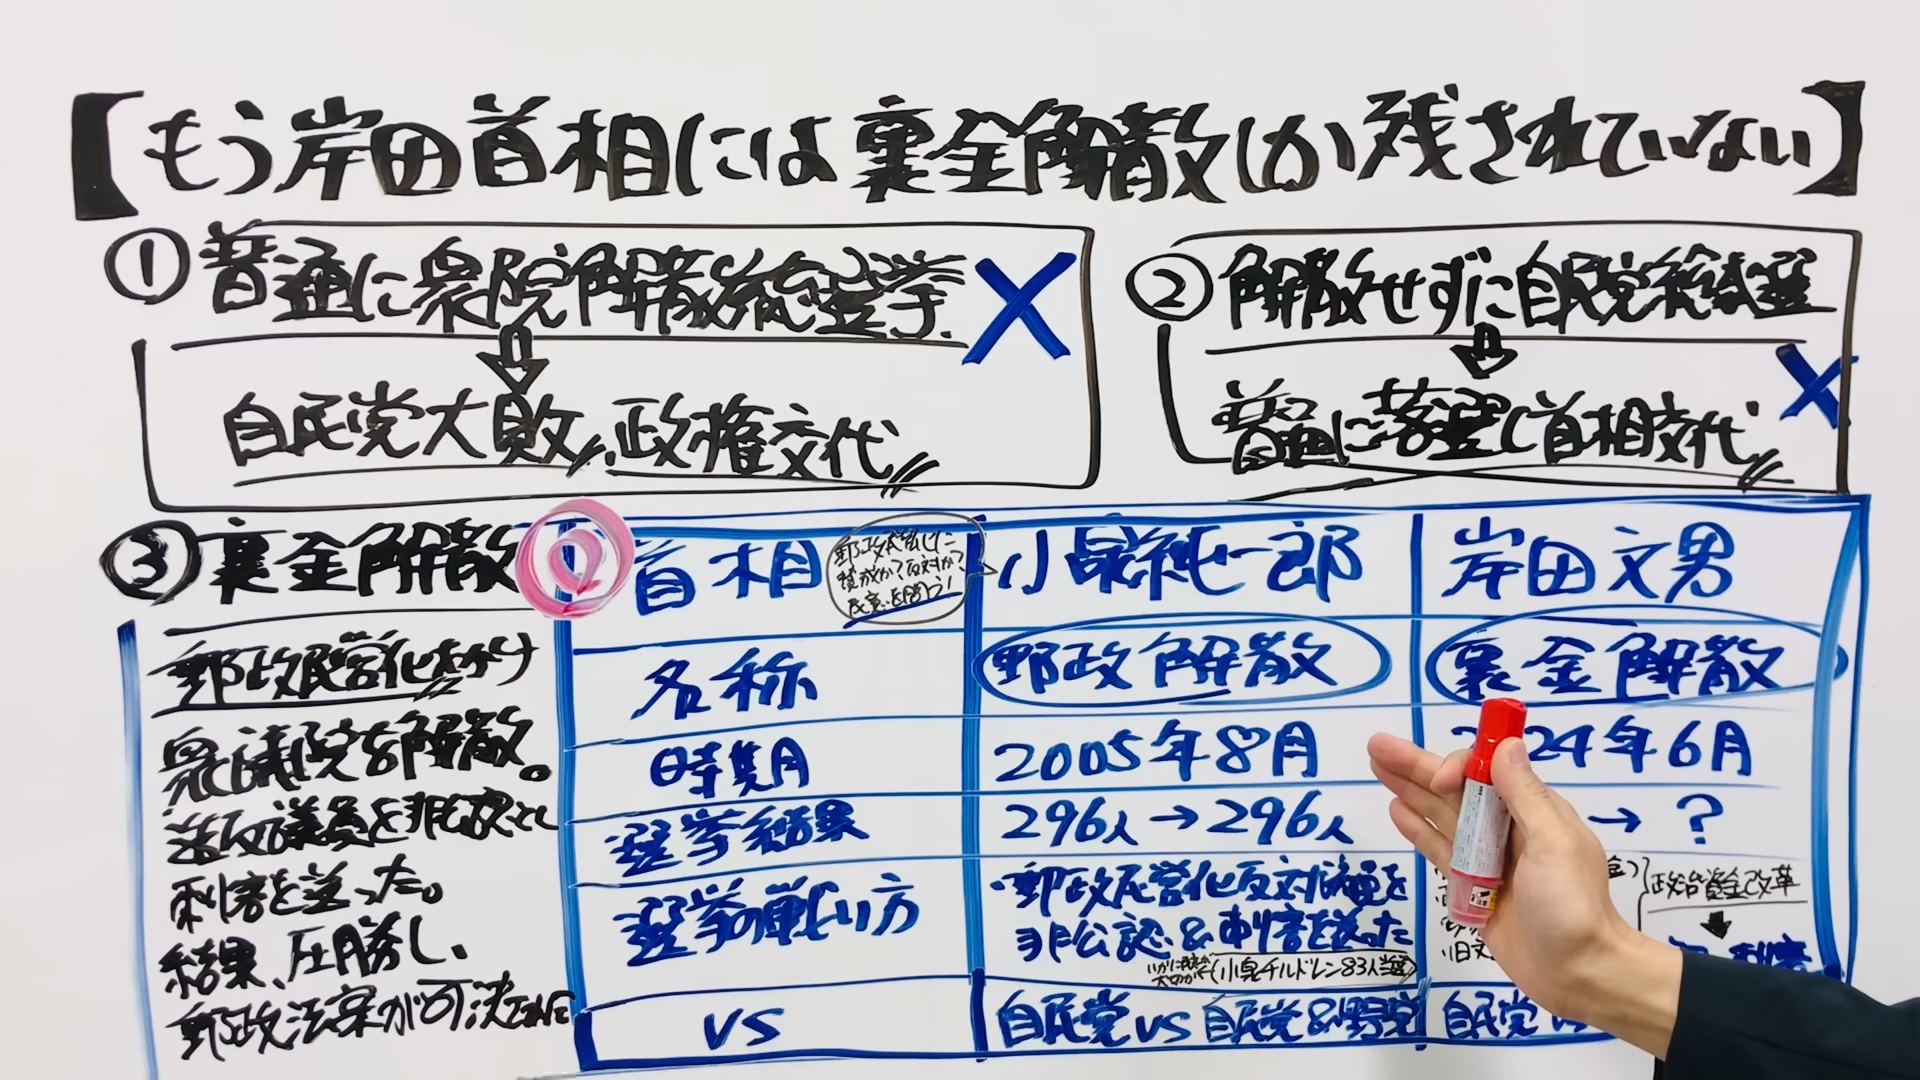 【もう岸田首相には裏金解散しか残されていない】
①普通に衆院解散総選挙
⇩
自民党大敗、政権交代
②解散せずに自民党総裁選
⇩
普通に落選し首相交代
③裏金解散
郵政民営化をかけ
衆議院を解散。
造反議員を非公認とし
刺客を送った。
結果、圧勝し、
郵政法案が可決された
首相
郵政民営化に
賛成か?反対か?
民意を問う!
小泉純一郎
岸田文男
名称
郵政解散
裏金解散
時期
2005年8月
24年6月
選挙結果
296人→296人
→?
選挙の戦い方
・郵政民営化反対議員を
非公認&刺客を送った
(小泉チルドレン83人当選)
政治資金改革
刺客
vs
自民党vs自民党&野党
自民党